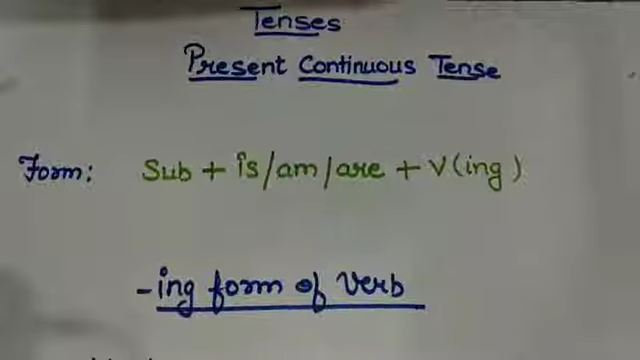 Tenses
Present Continuous Tense
Form: Sub + is/am/are + V(ing)
-ing form of Verb